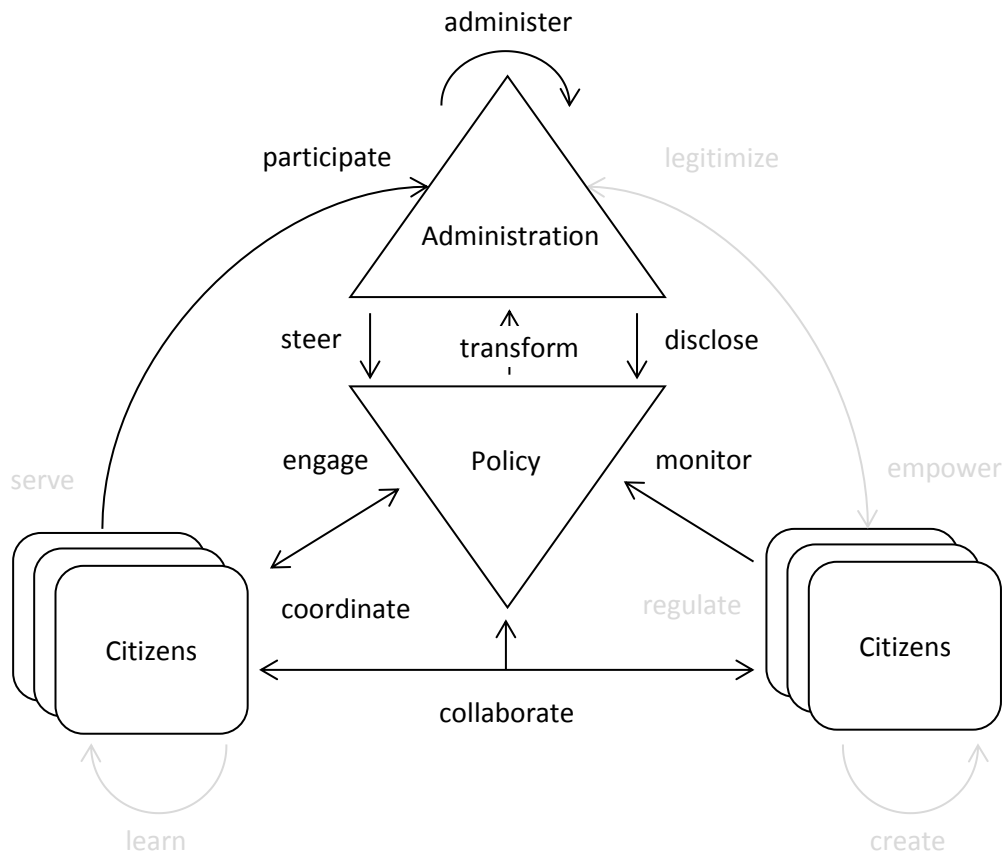 administer
participate
legitimize
Administration
steer
transform
disclose
engage
Policy
monitor
serve
empower
coordinate
regulate
Citizens
Citizens
collaborate
learn
create